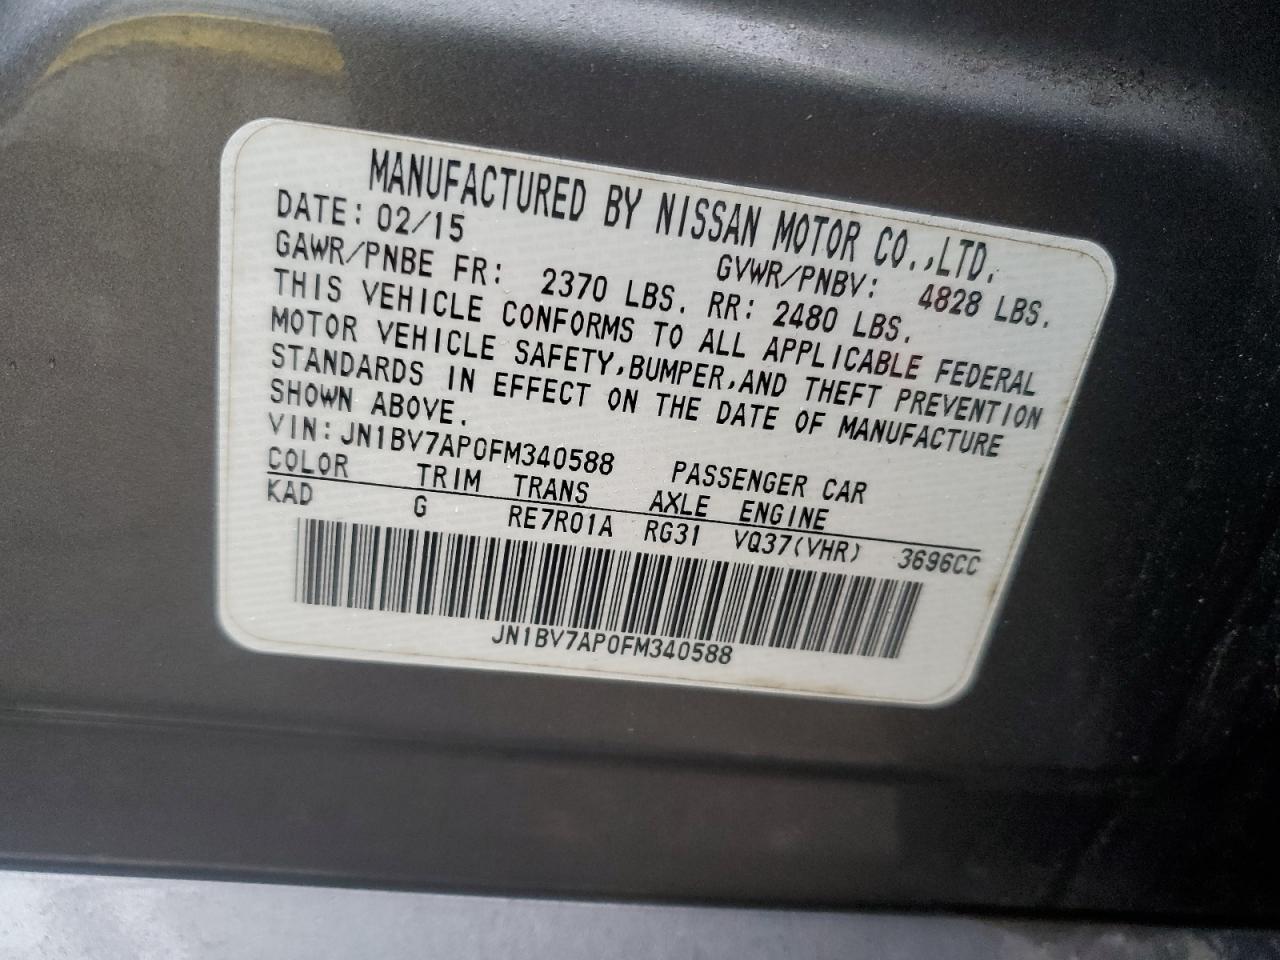 MANUFACTURED BY NISSAN MOTOR CO.,LTD.
DATE: 02/15 GVWR/PNBV: 4828 LBS.
GAWR/PNBE FR: 2370 LBS. RR: 2480 LBS.
THIS VEHICLE CONFORMS TO ALL APPLICABLE FEDERAL
MOTOR VEHICLE SAFETY,BUMPER,AND THEFT PREVENTION
STANDARDS IN EFFECT ON THE DATE OF MANUFACTURE
SHOWN ABOVE.
VIN:JN1BV7AP0FM340588 PASSENGER CAR
COLOR TRIM TRANS AXLE ENGINE
KAD G RE7R01A RG31 VQ37(VHR) 3696CC
JN1BV7AP0FM340588